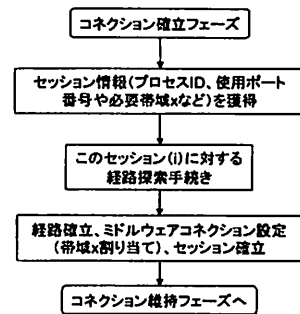 コネクション確立フェーズ
セッション情報(プロセスID、使用ポート
番号や必要帯域xなど)を獲得
このセッション(i)に対する
経路探索手続き
経路確立、ミドルウェアコネクション設定
(帯域x割り当て)、セッション確立
コネクション維持フェーズへ